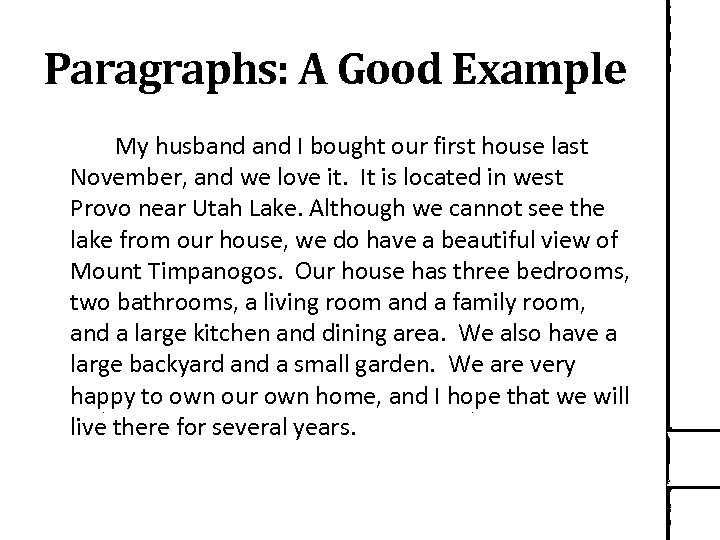 Paragraphs: A Good Example
My husband and I bought our first house last
November, and we love it.  It is located in west
Provo near Utah Lake. Although we cannot see the
lake from our house, we do have a beautiful view of
Mount Timpanogos.  Our house has three bedrooms,
two bathrooms, a living room and a family room,
and a large kitchen and dining area.  We also have a
large backyard and a small garden.  We are very
happy to own our own home, and I hope that we will
live there for several years.